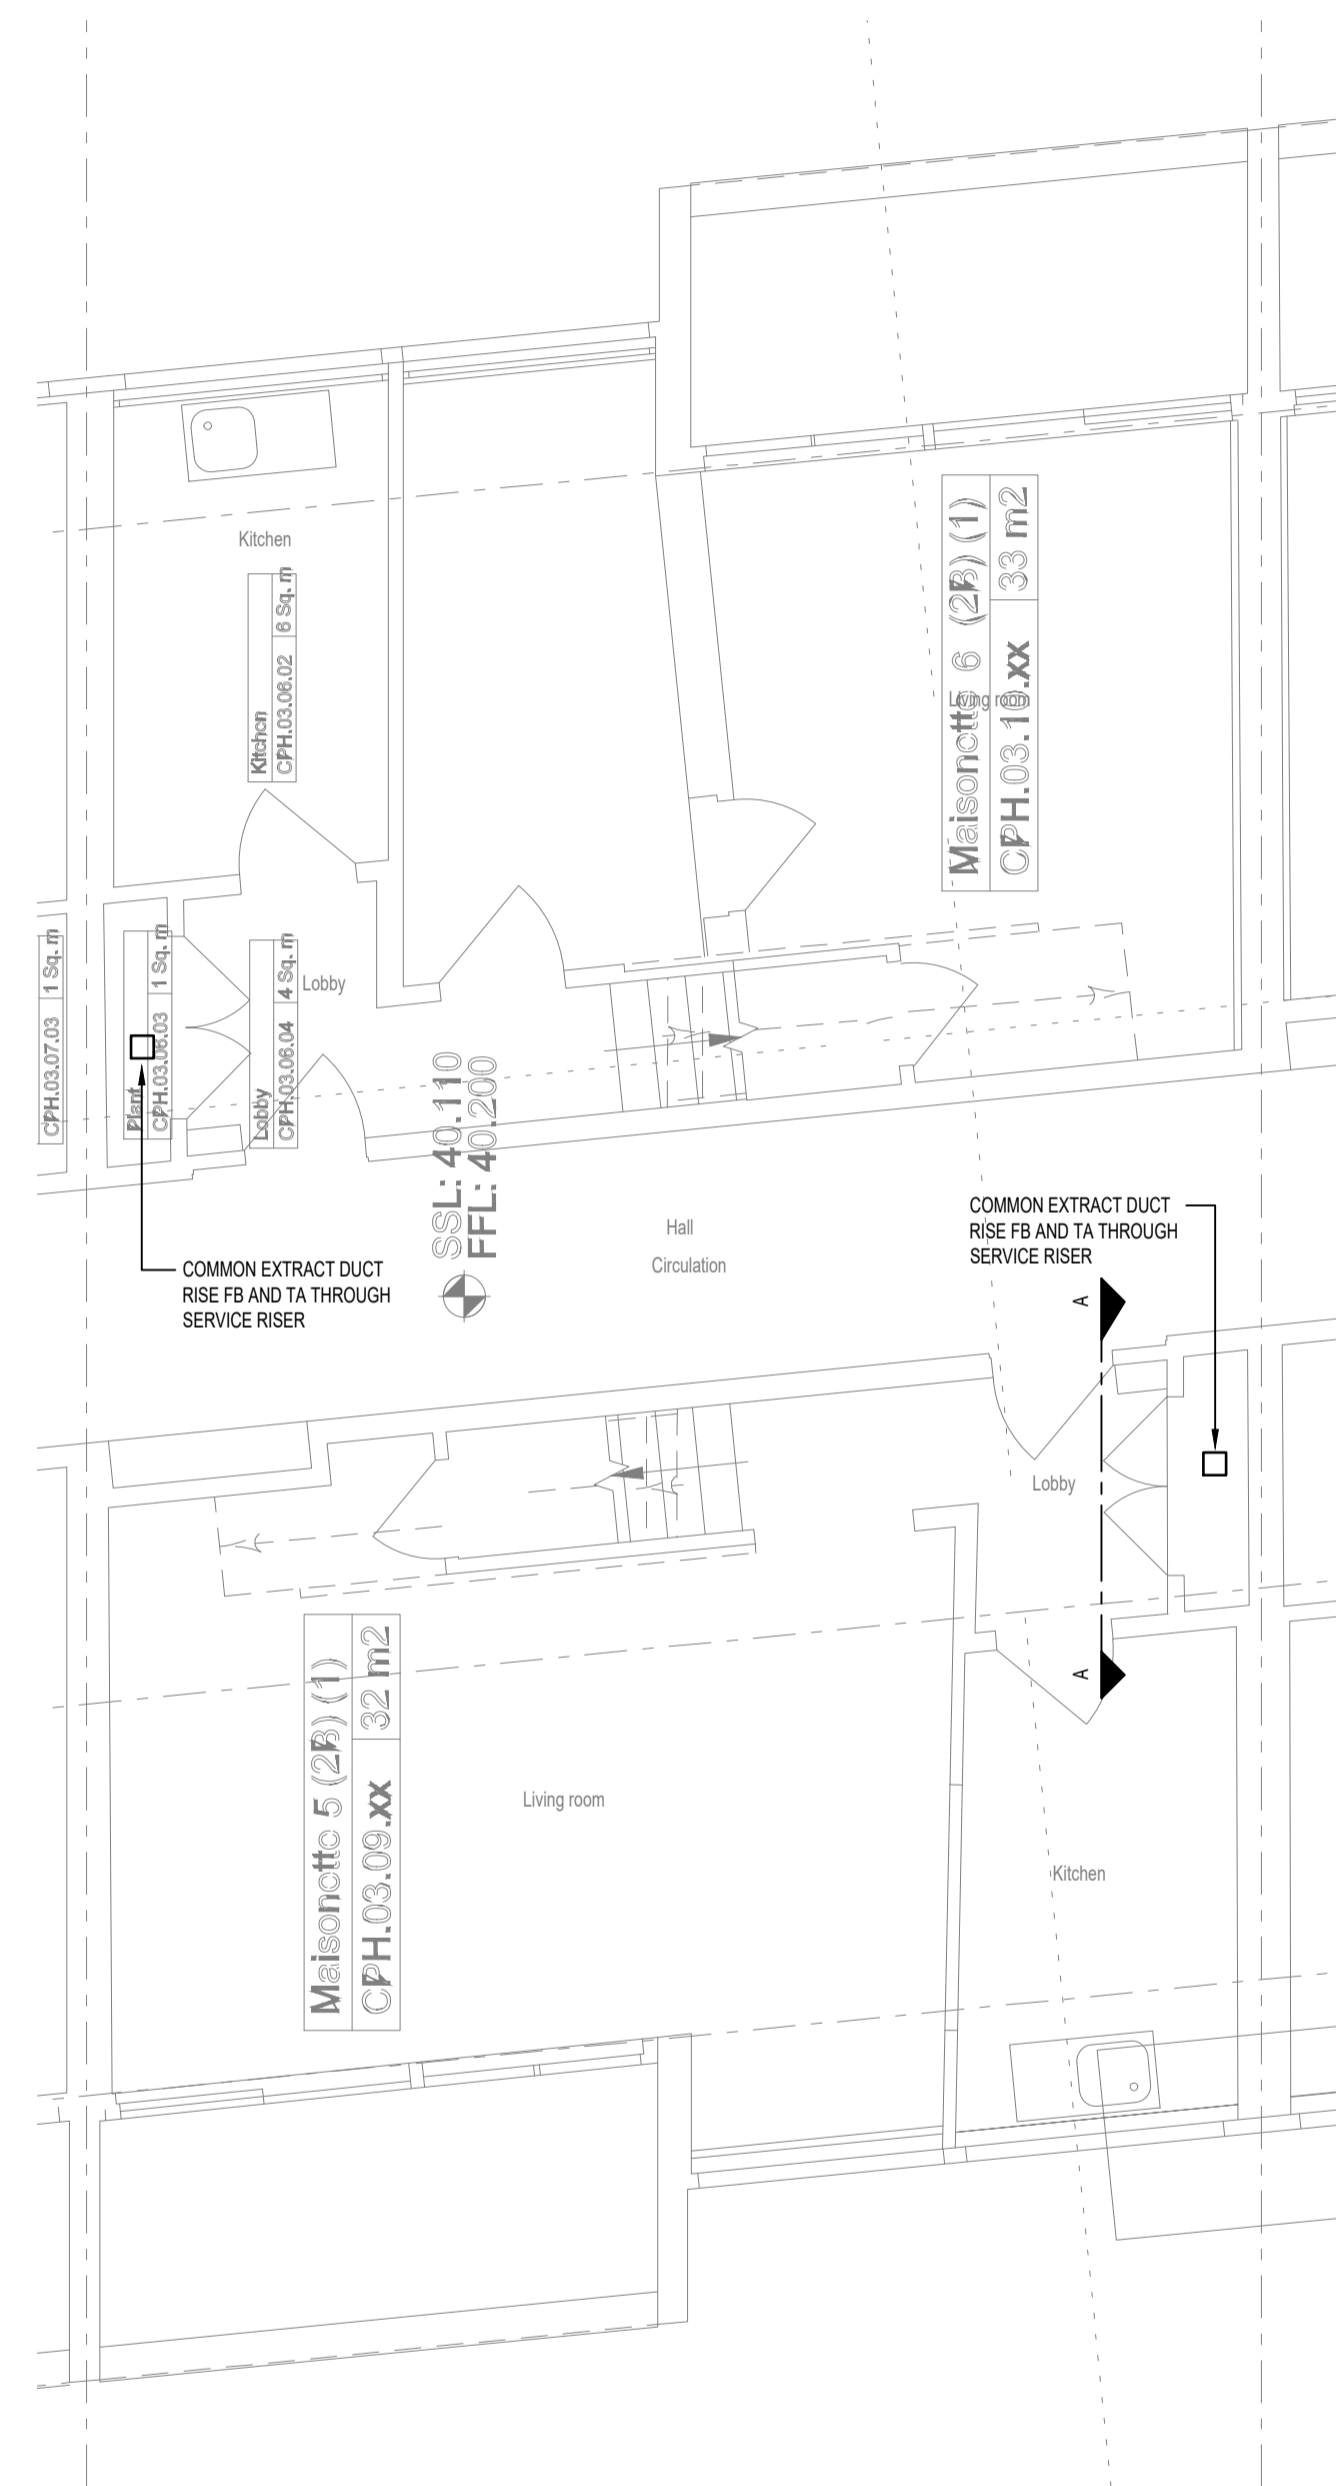 Kitchen
Kitchen
CPH.03.06.02 6 Sq. m
Maisonette 6 (2B) (1)
CPH.03.10.xx 33 m2
Living room
CPH.03.07.03 1 Sq. m
Plant
CPH.03.06.03 1 Sq. m
Lobby
CPH.03.06.04 4 Sq. m
Lobby
SSL: 40.110
FFL: 40.200
Hall
Circulation
COMMON EXTRACT DUCT
RISE FB AND TA THROUGH
SERVICE RISER
COMMON EXTRACT DUCT
RISE FB AND TA THROUGH
SERVICE RISER
A
Lobby
A
Maisonette 5 (2B) (1)
CPH.03.09.xx 32 m2
Living room
Kitchen